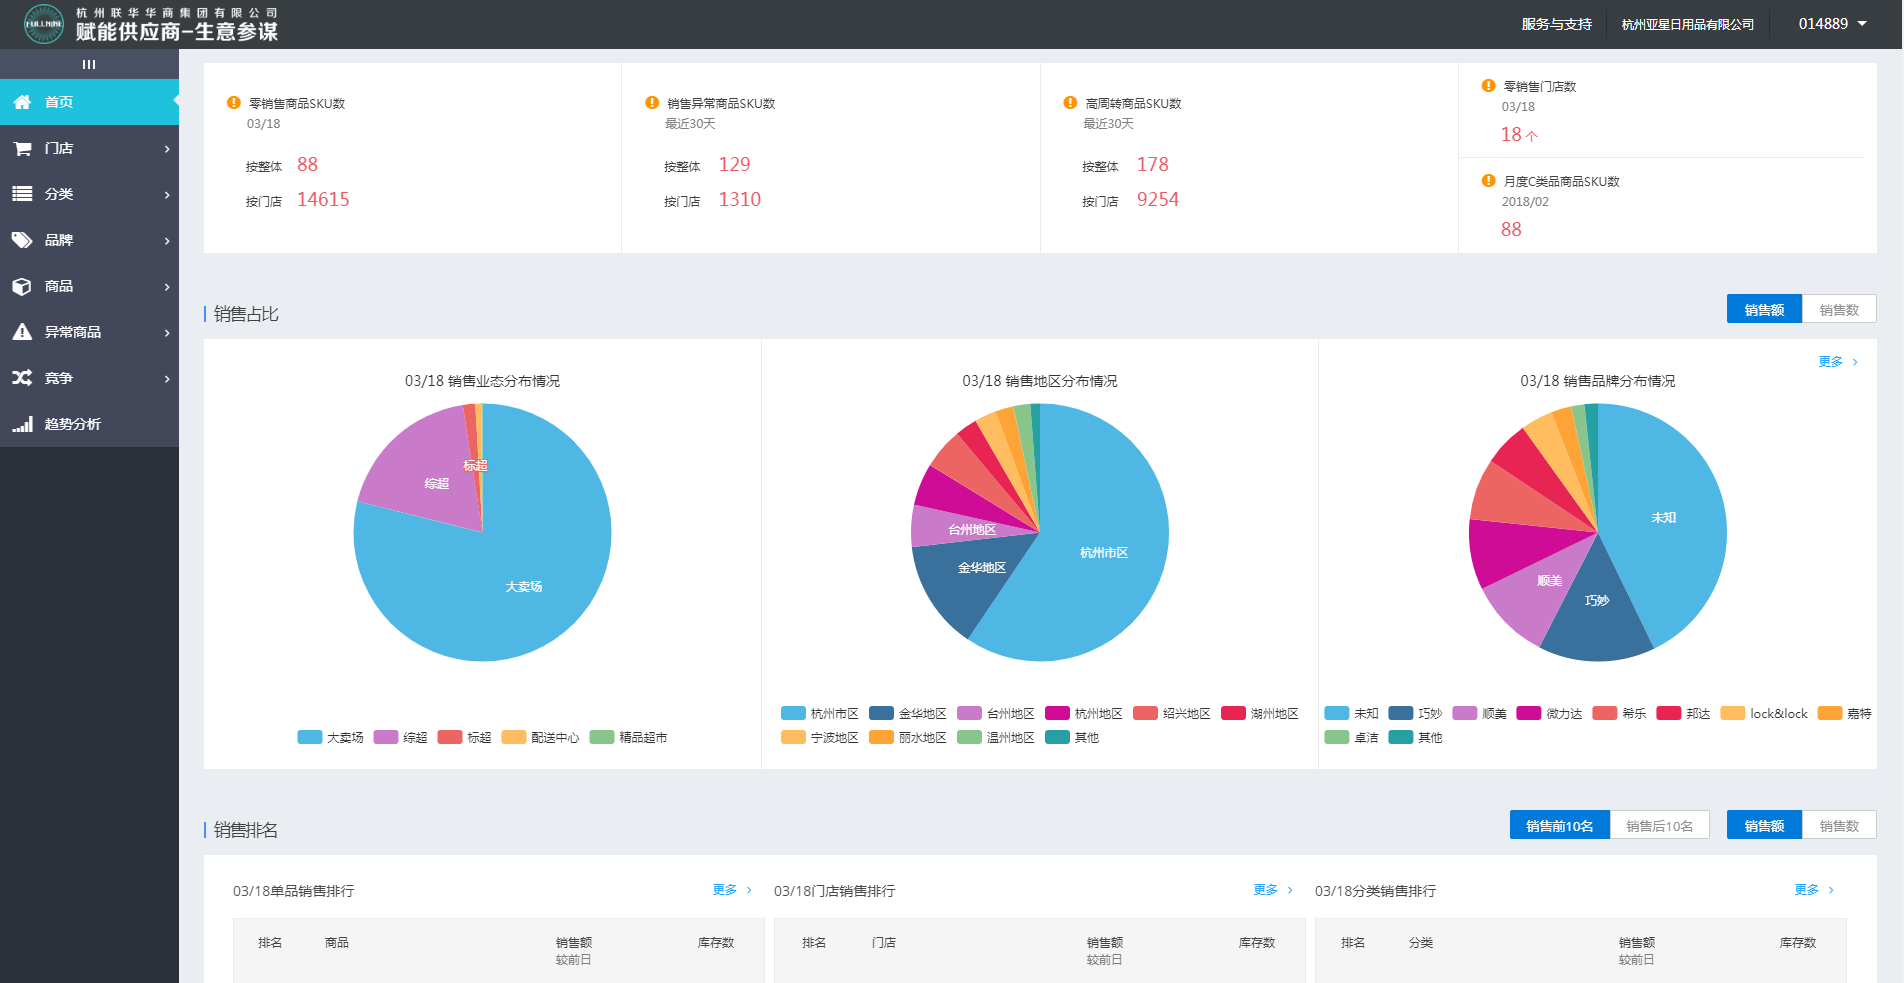 杭州联华华商集团有限公司
FULLNINE
赋能供应商-生意参谋
服务与支持
杭州亚星日用品有限公司
014889
首页
门店
分类
品牌
商品
异常商品
竞争
趋势分析
零销售商品SKU数
03/18
按整体 88
按门店 14615
销售异常商品SKU数
最近30天
按整体 129
按门店 1310
高周转商品SKU数
最近30天
按整体 178
按门店 9254
零销售门店数
03/18
18 个
月度C类品商品SKU数
2018/02
88
销售占比
销售额 销售数
03/18 销售业态分布情况
标超
综超
大卖场
大卖场 综超 标超 配送中心 精品超市
03/18 销售地区分布情况
台州地区
杭州市区
金华地区
杭州市区 金华地区 台州地区 杭州地区 绍兴地区 湖州地区
宁波地区 丽水地区 温州地区 其他
更多
03/18 销售品牌分布情况
未知
顺美
巧妙
未知 巧妙 顺美 微力达 希乐 邦达 lock&lock 嘉特
卓洁 其他
销售排名
销售前10名 销售后10名 销售额 销售数
03/18单品销售排行 更多
排名 商品 销售额 库存数
较前日
03/18门店销售排行 更多
排名 门店 销售额 库存数
较前日
03/18分类销售排行 更多
排名 分类 销售额 库存数
较前日